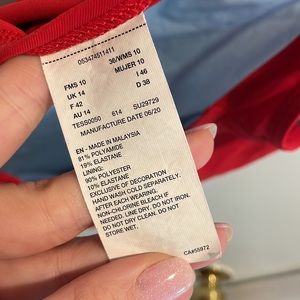 053474511411
36/WMS 10
FMS 10 MUJER 10
UK 14 I 46
F 42 D 38
AU 14
TESS0050 614 SU29729
MANUFACTURE DATE 06/20
EN - MADE IN MALAYSIA
81% POLYAMIDE
19% ELASTANE
LINING:
90% POLYESTER
10% ELASTANE
EXCLUSIVE OF DECORATION
HAND WASH COLD SEPARATELY.
AFTER EACH WEARING.
NON-CHLORINE BLEACH IF
NEEDED. LINE DRY. DO NOT IRON.
DO NOT DRY CLEAN. DO NOT
STORE WET.
CA#55972